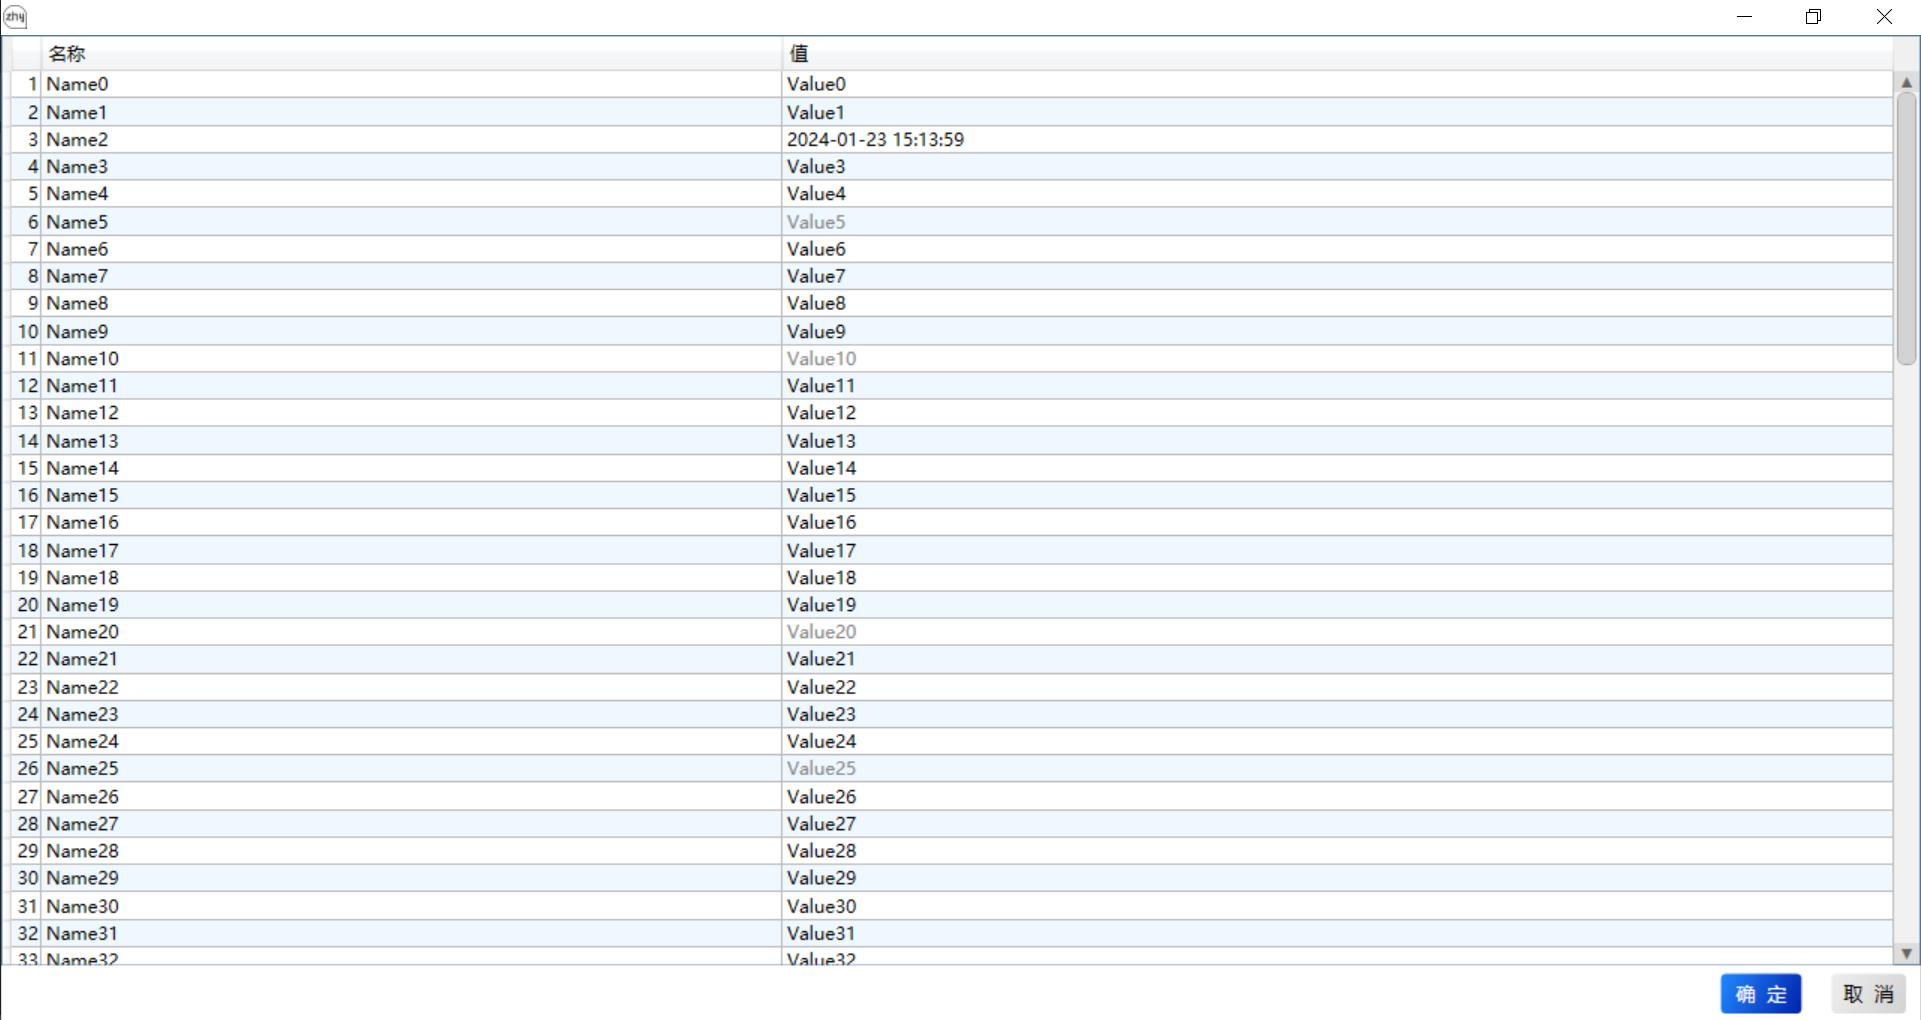 zhy
名称 值
1 Name0 Value0
2 Name1 Value1
3 Name2 2024-01-23 15:13:59
4 Name3 Value3
5 Name4 Value4
6 Name5 Value5
7 Name6 Value6
8 Name7 Value7
9 Name8 Value8
10 Name9 Value9
11 Name10 Value10
12 Name11 Value11
13 Name12 Value12
14 Name13 Value13
15 Name14 Value14
16 Name15 Value15
17 Name16 Value16
18 Name17 Value17
19 Name18 Value18
20 Name19 Value19
21 Name20 Value20
22 Name21 Value21
23 Name22 Value22
24 Name23 Value23
25 Name24 Value24
26 Name25 Value25
27 Name26 Value26
28 Name27 Value27
29 Name28 Value28
30 Name29 Value29
31 Name30 Value30
32 Name31 Value31
33 Name32 Value32
确 定 取 消